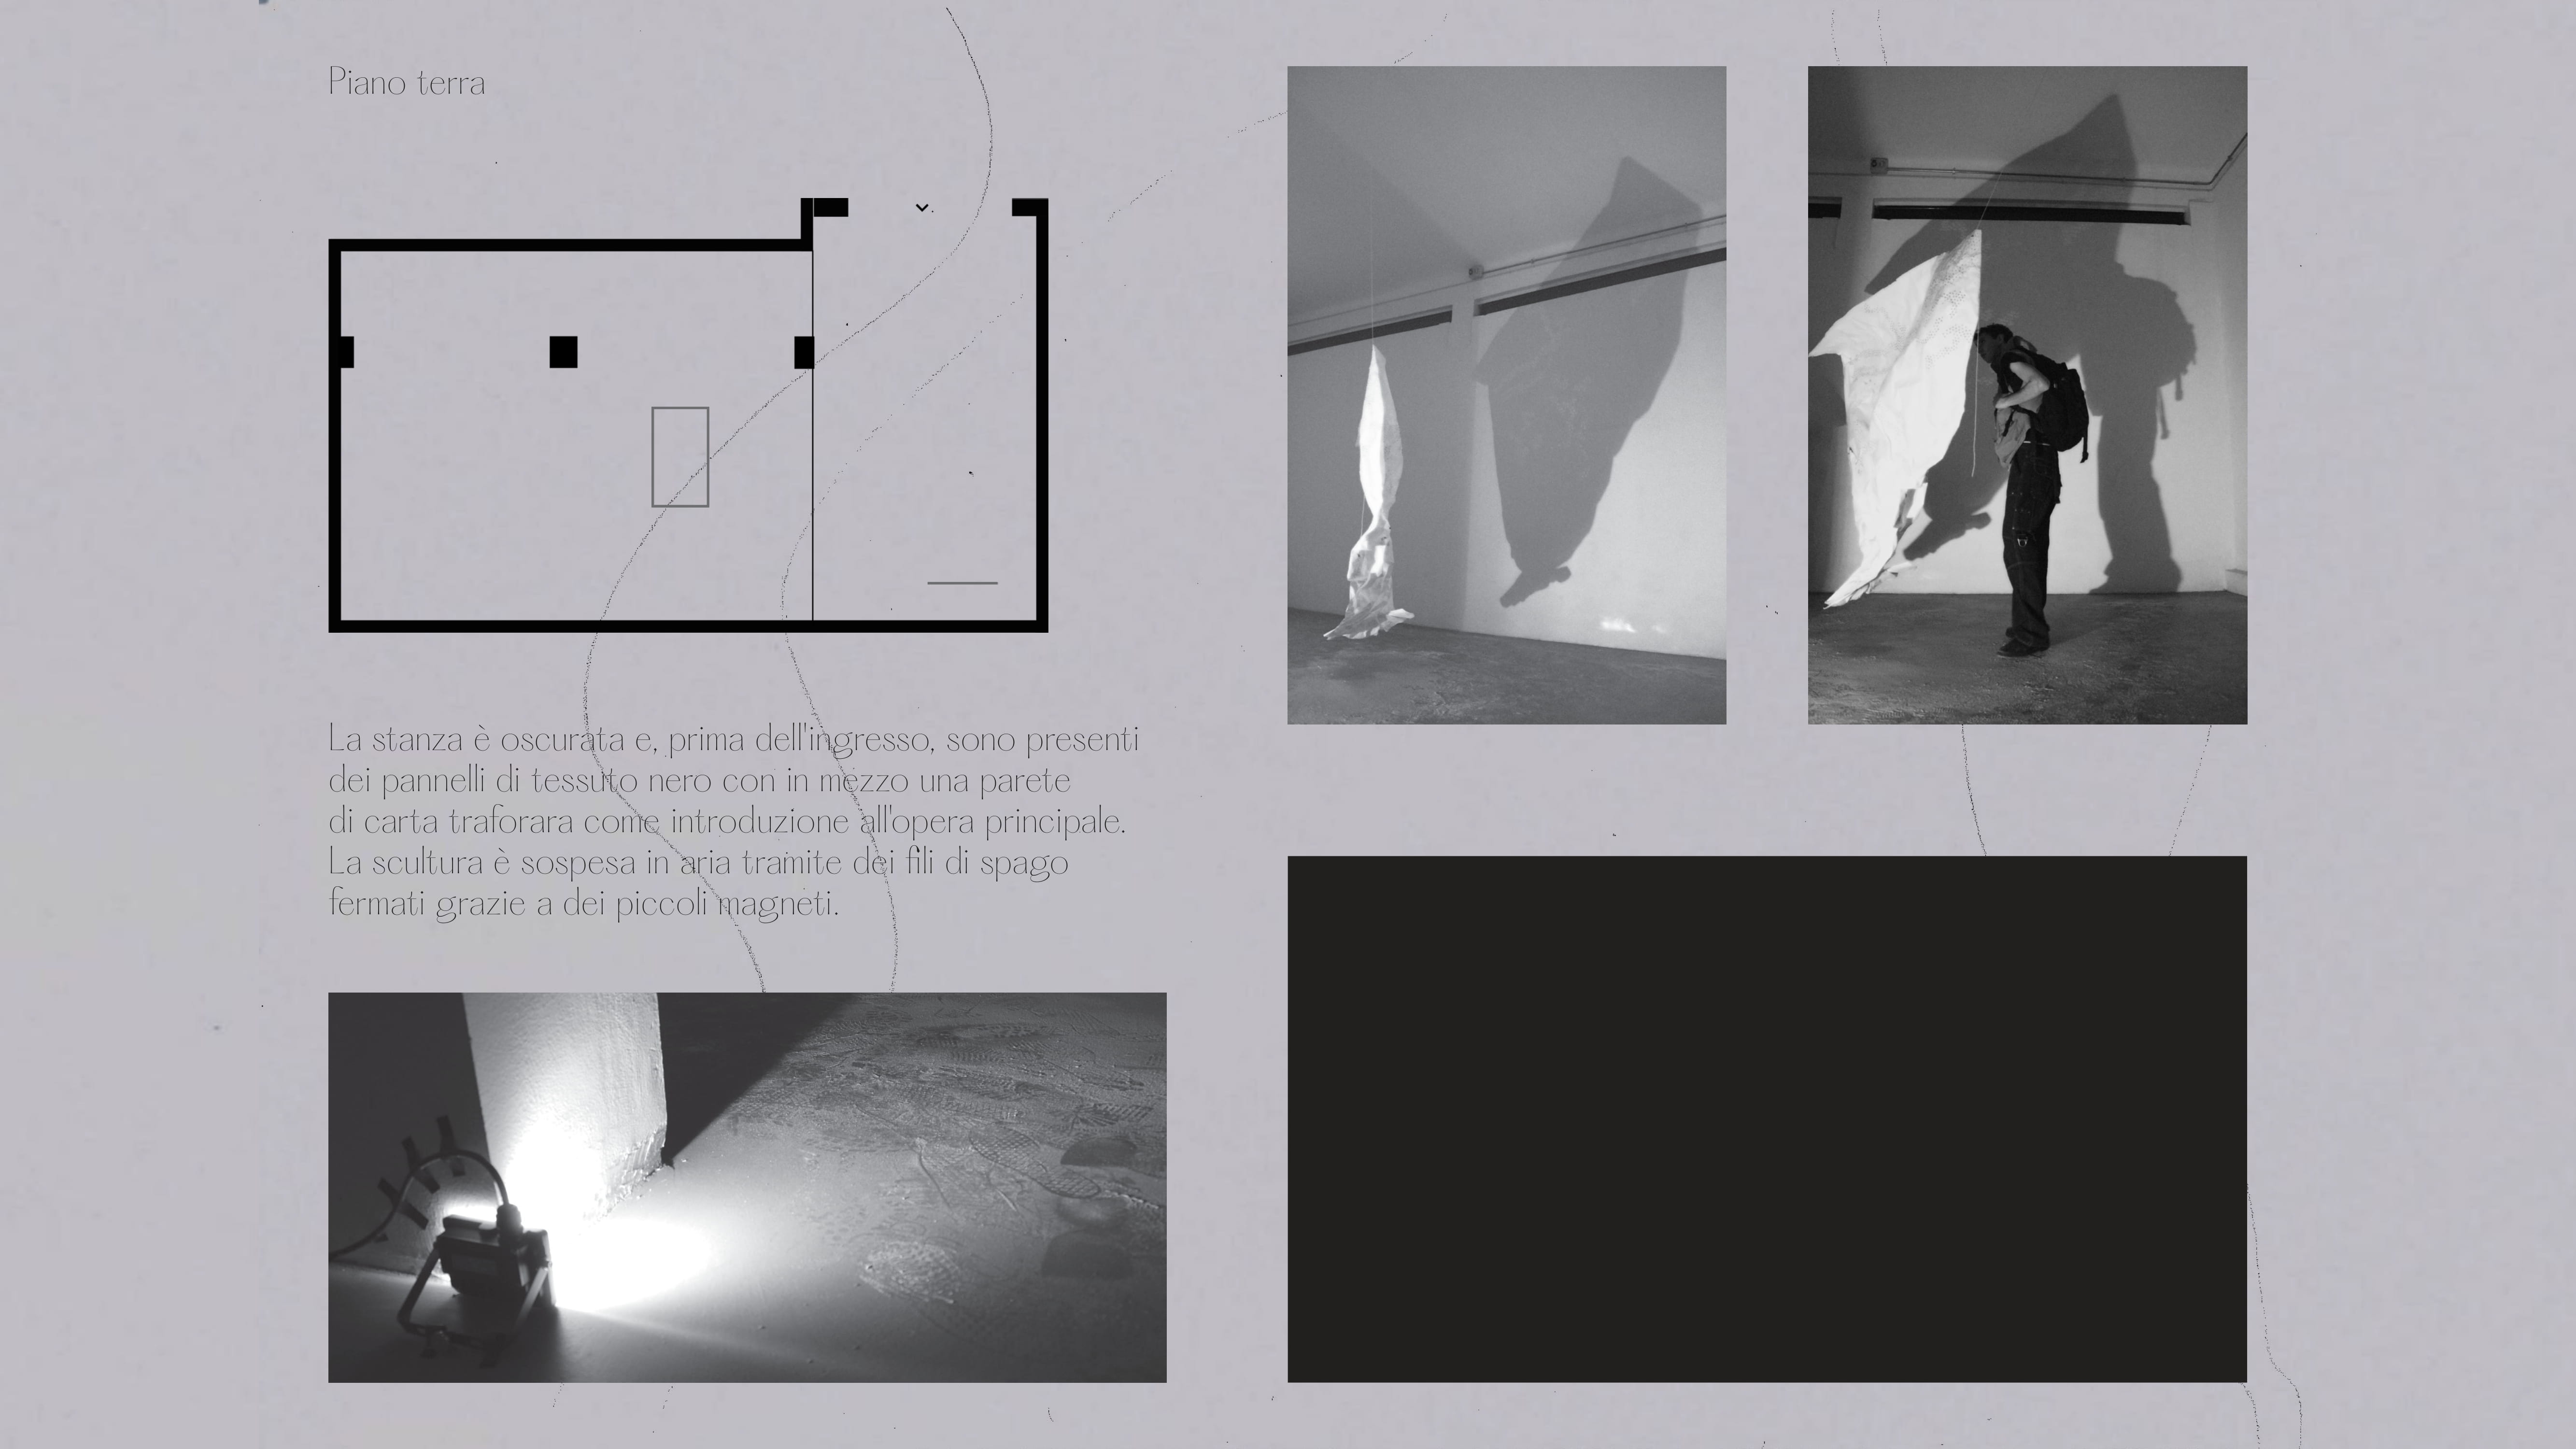 Piano terra
La stanza è oscurata e, prima dell'ingresso, sono presenti
dei pannelli di tessuto nero con in mezzo una parete
di carta traforara come introduzione all'opera principale.
La scultura è sospesa in aria tramite dei fili di spago
fermati grazie a dei piccoli magneti.